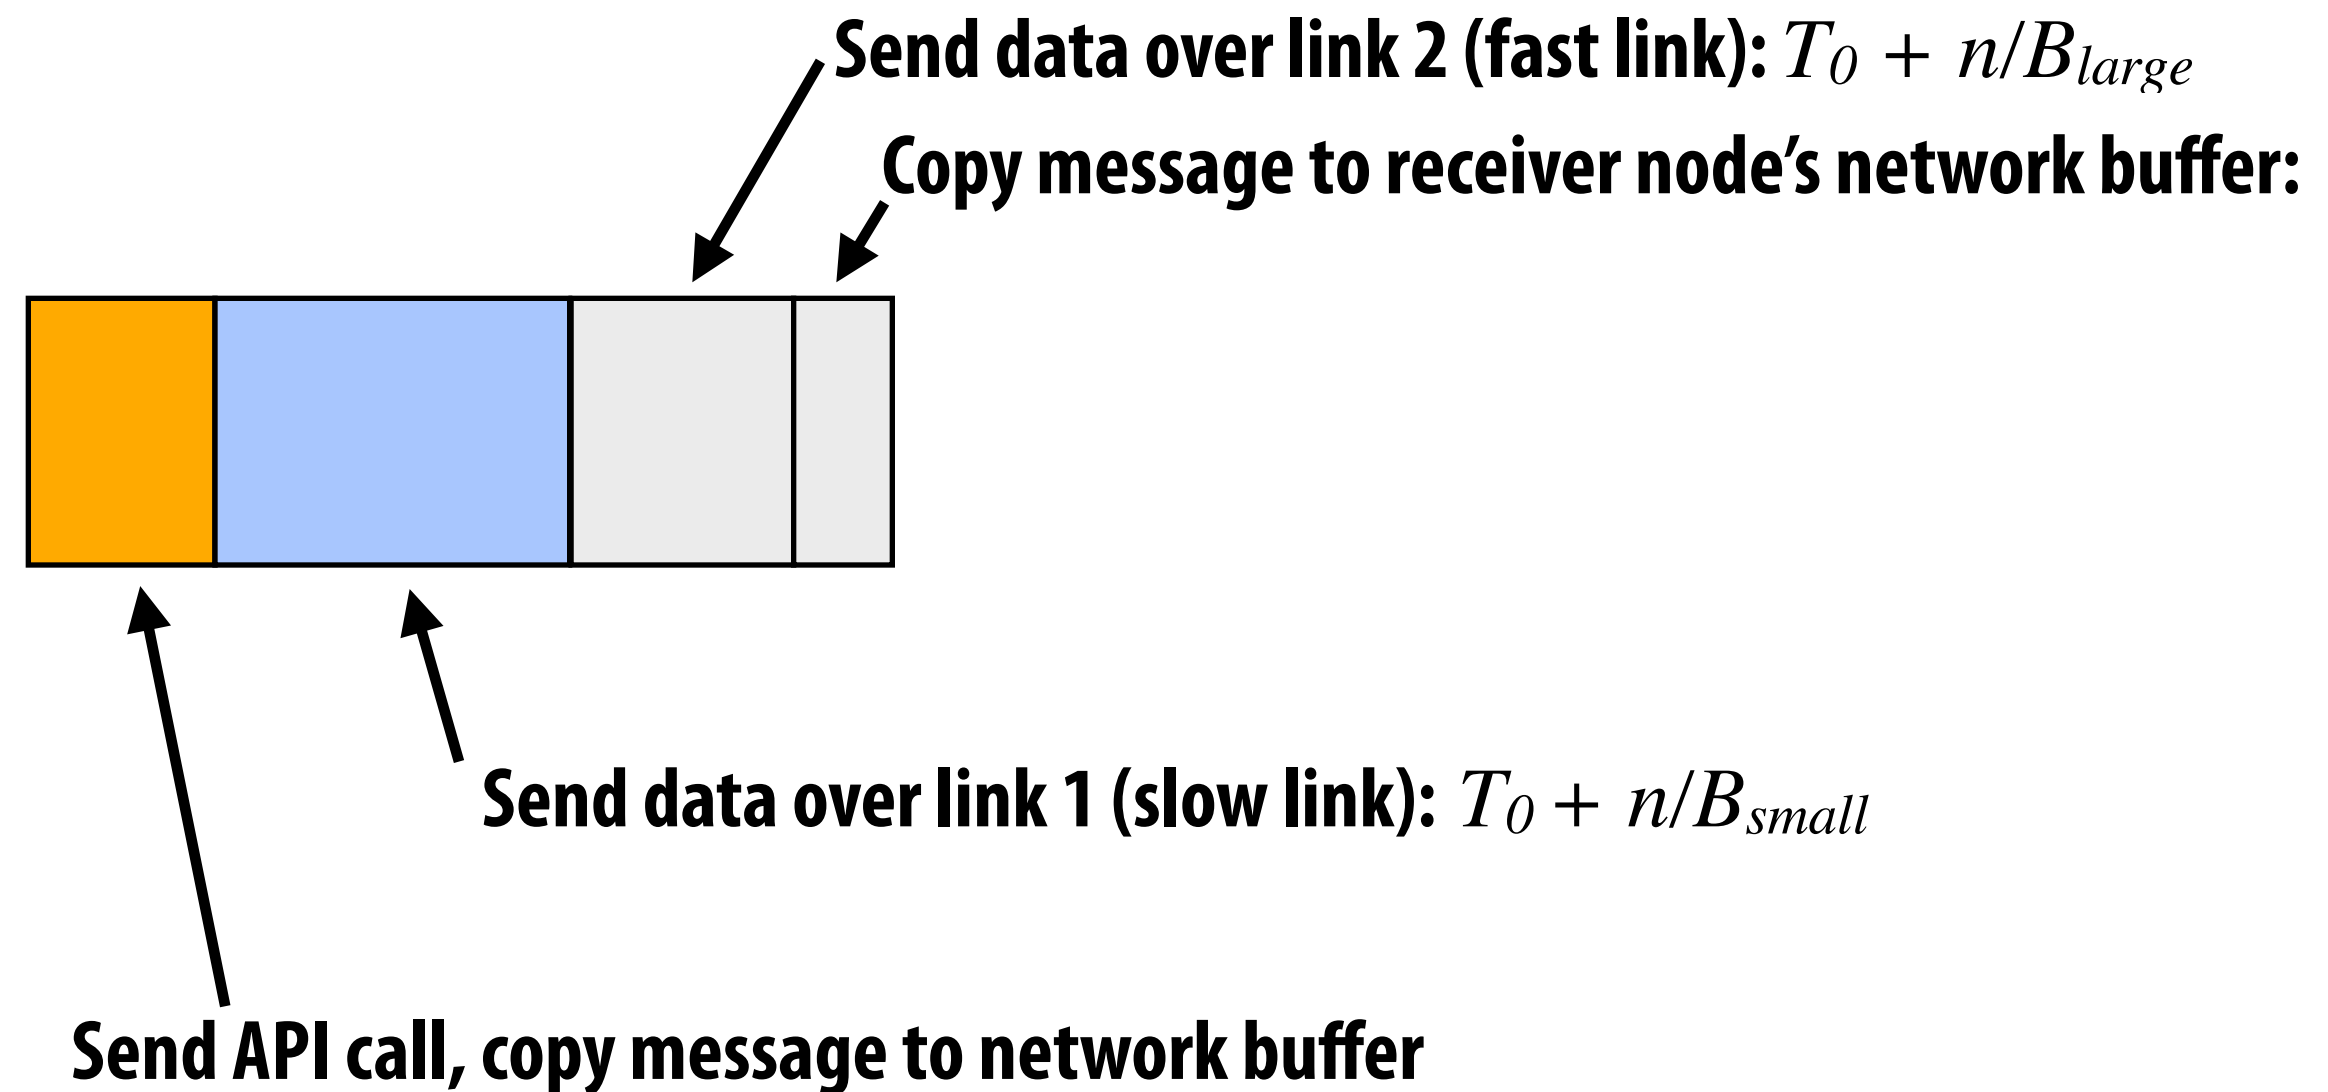 Send data over link 2 (fast link): T0 + n/Blarge
Copy message to receiver node’s network buffer:
Send data over link 1 (slow link): T0 + n/Bsmall
Send API call, copy message to network buffer